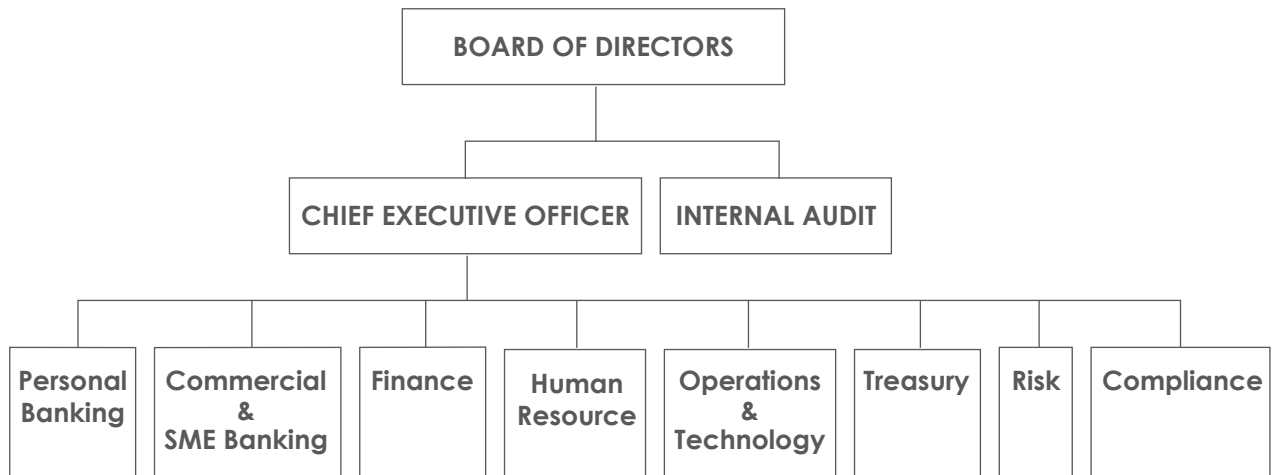 BOARD OF DIRECTORS
CHIEF EXECUTIVE OFFICER
INTERNAL AUDIT
Personal
Banking
Commercial
&
SME Banking
Finance
Human
Resource
Operations
&
Technology
Treasury
Risk
Compliance